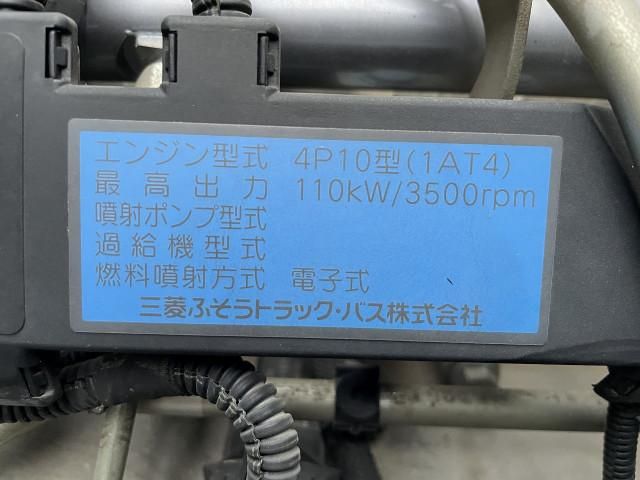 エンジン型式 4P10型(1AT4)
最高出力 110kW/3500rpm
噴射ポンプ型式
過給機型式
燃料噴射方式 電子式
三菱ふそうトラック・バス株式会社